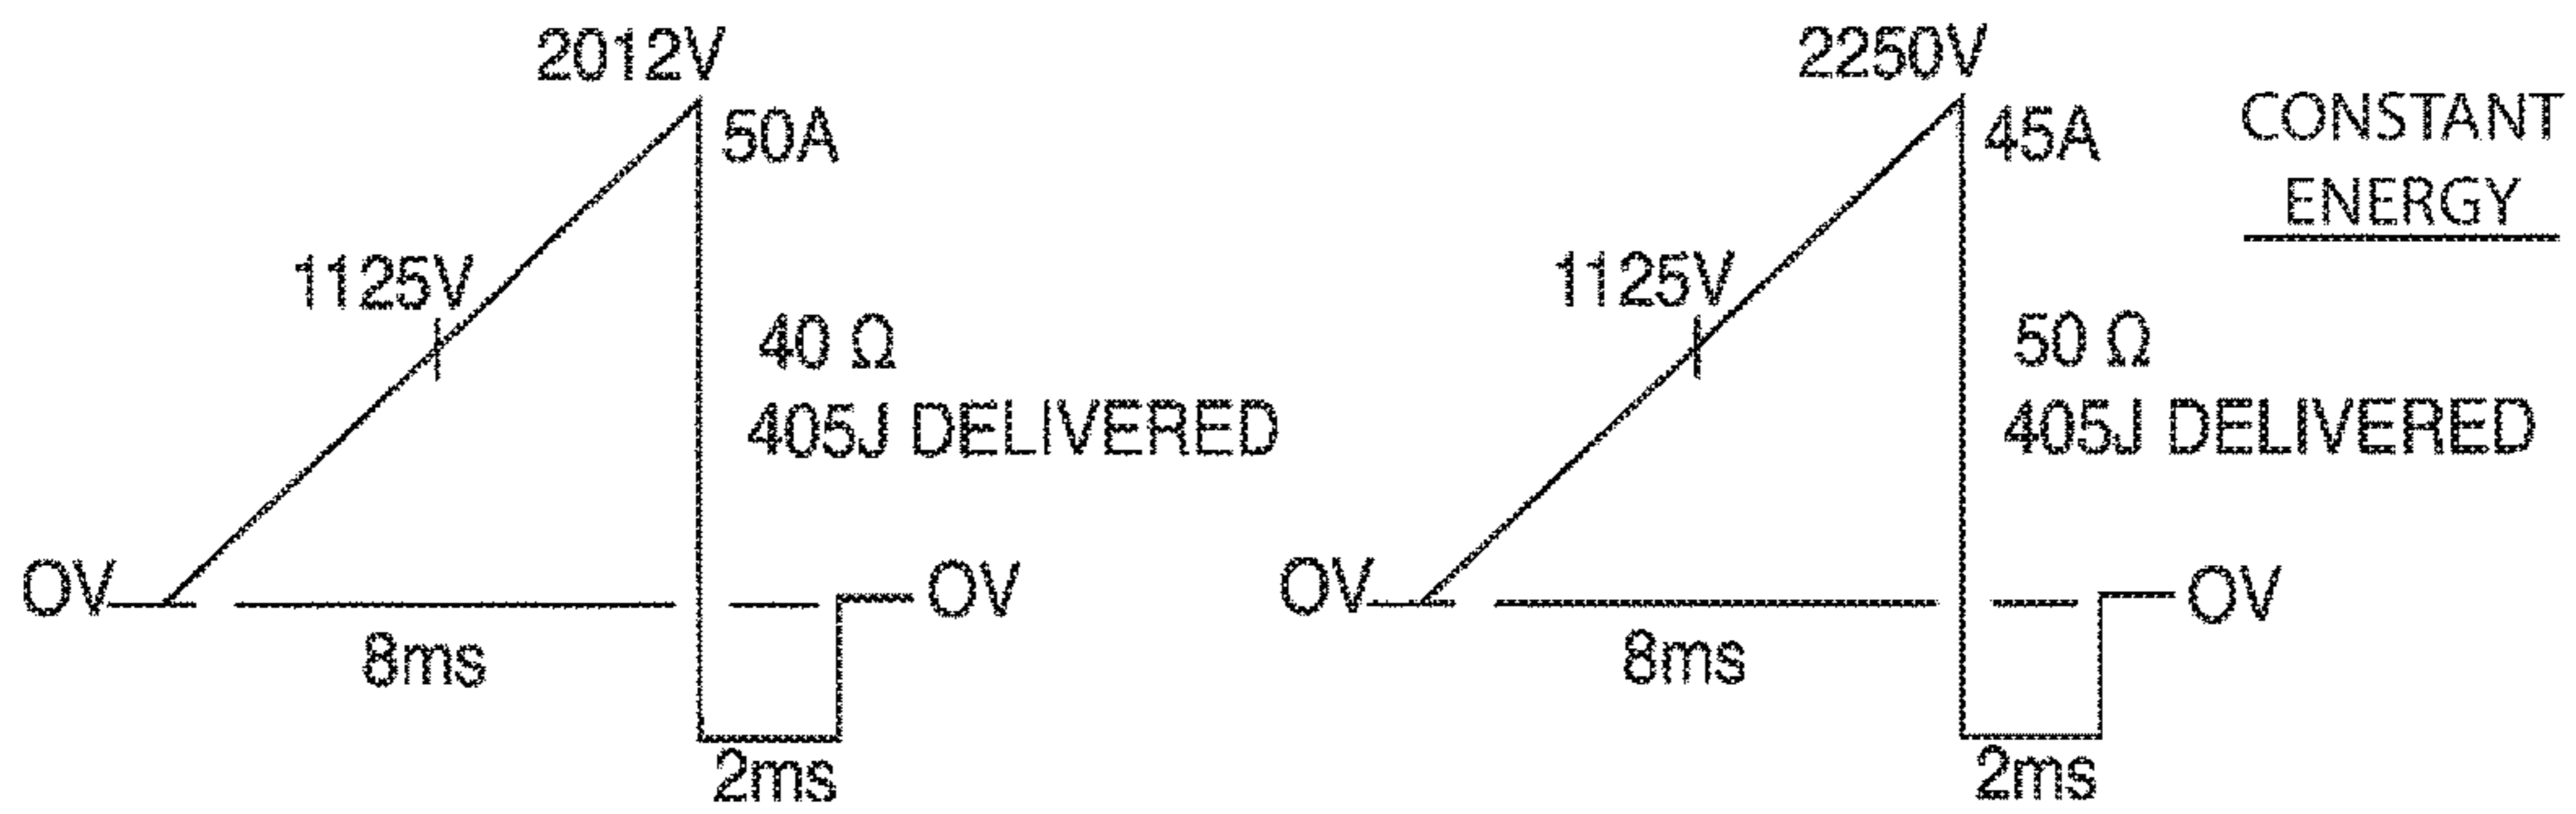 2012V
50A
1125V
40 Ω
405J DELIVERED
OV
OV
8ms
2ms
2250V
45A
CONSTANT
ENERGY
1125V
50 Ω
405J DELIVERED
OV
OV
8ms
2ms